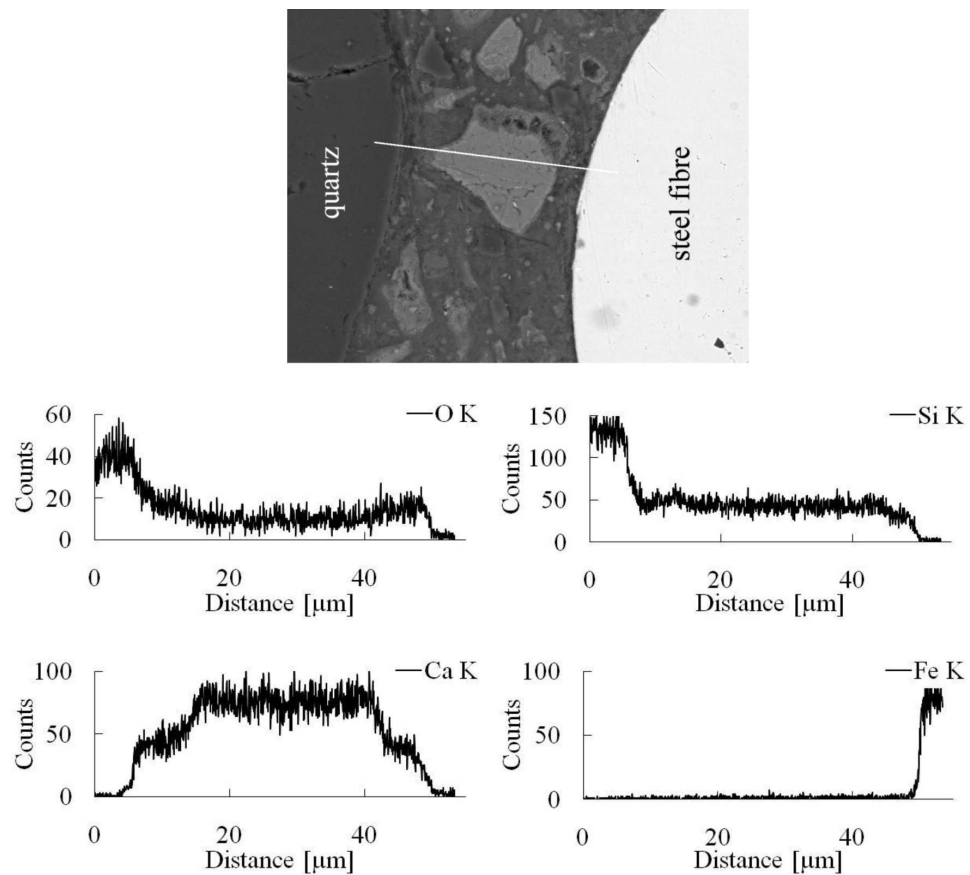 quartz
steel fibre
O K
60
40
20
0
Counts
0 20 40
Distance [μm]
Si K
150
100
50
0
Counts
0 20 40
Distance [μm]
Ca K
100
50
0
Counts
0 20 40
Distance [μm]
Fe K
100
50
0
Counts
0 20 40
Distance [μm]